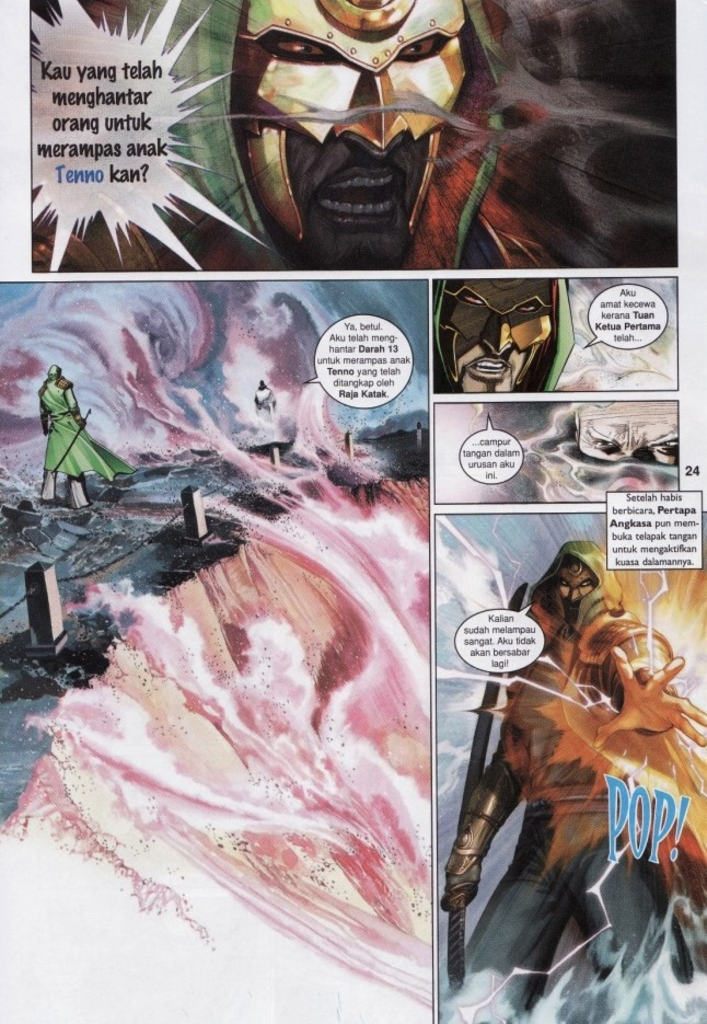 Kau yang telah
menghantar
orang untuk
merampas anak
Tenno kan?
Ya, betul.
Aku telah meng-
hantar Darah 13
untuk merampas anak
Tenno yang telah
ditangkap oleh
Raja Katak.
Aku
amat kecewa
kerana Tuan
Ketua Pertama
telah...
...campur
tangan dalam
urusan aku
ini.
24
Setelah habis
berbicara, Pertapa
Angkasa pun mem-
buka telapak tangan
untuk mengaktifkan
kuasa dalamannya.
Kalian
sudah melampau
sangat. Aku tidak
akan bersabar
lagi!
POP!